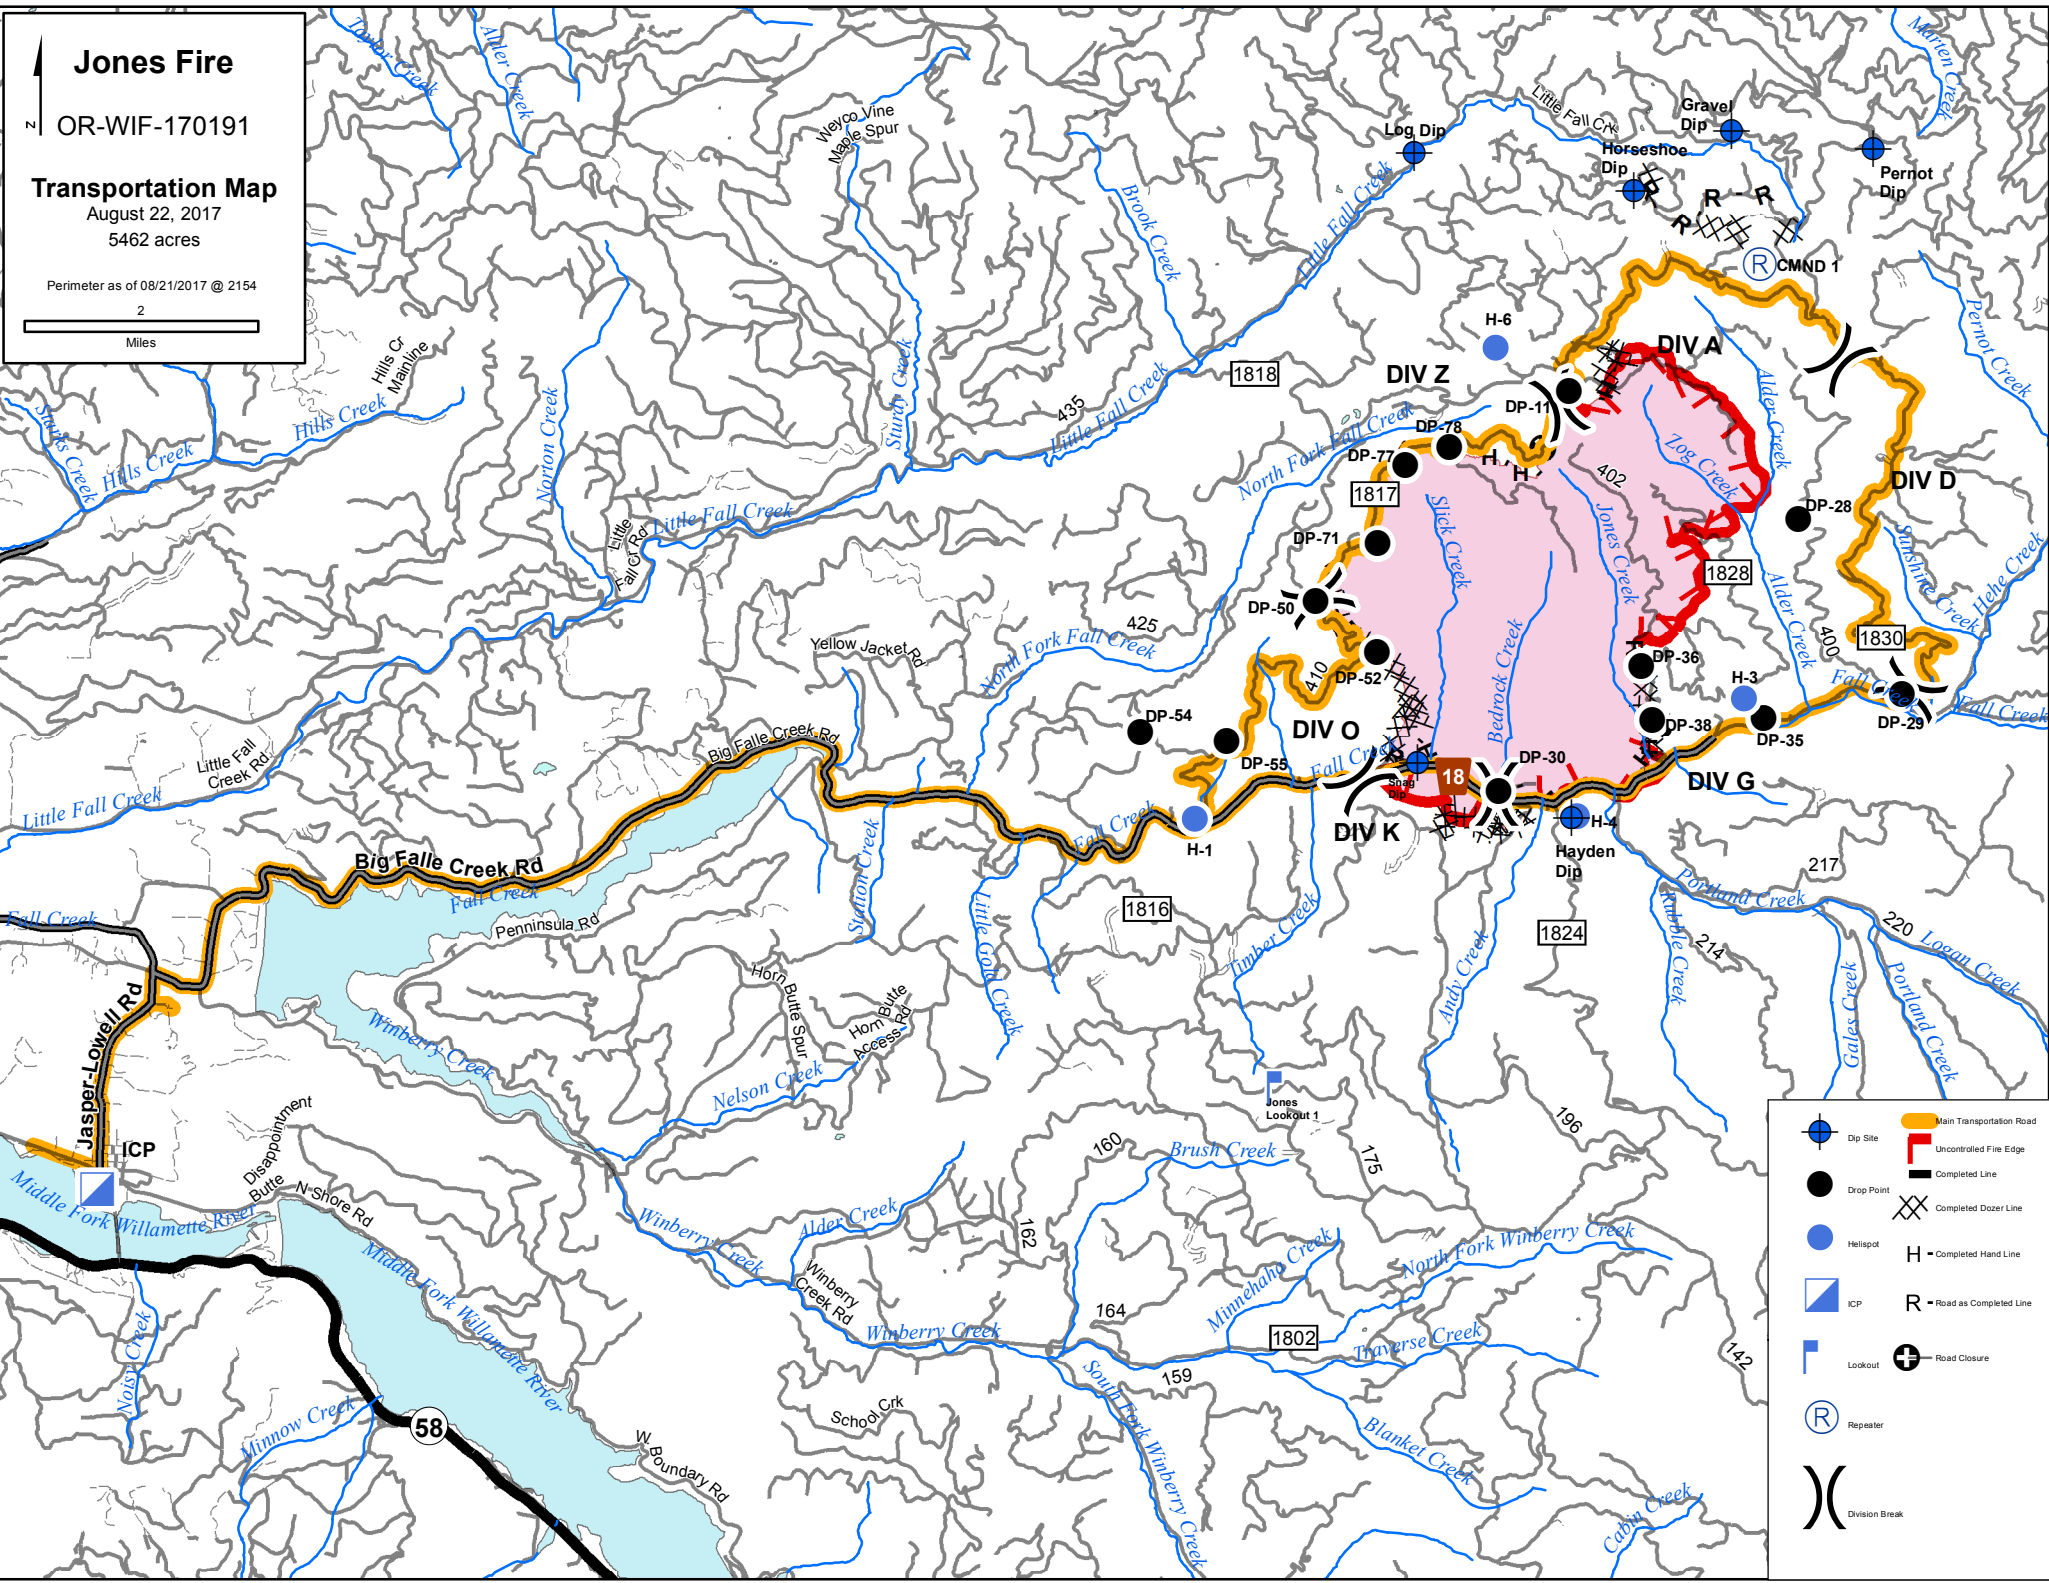 Jones Fire
OR-WIF-170191
Transportation Map
August 22, 2017
5462 acres
Perimeter as of 08/21/2017 @ 2154
2
Miles
N
Taylor Creek
Alder Creek
Marten Creek
Weyco Vine
Maple Spur
Little Fall Crk
Gravel
Dip
Log Dip
Horseshoe
Dip
Pernot
Dip
R
R - R
R
Brook Creek
Little Fall Creek
R
CMND 1
Pernot Creek
H-6
DIV A
Hills Cr
Mainline
1818
DIV Z
Alder Creek
Starks Creek
Hills Creek
Hills Creek
Norton Creek
Sturdy Creek
435
Little Fall Creek
DP-11
North Fork Fall Creek
DP-78
DP-77
H
H
402
Zog Creek
DIV D
1817
Slick Creek
Jones Creek
DP-28
Little
Fall Cr Rd
Little Fall Creek
DP-71
1828
Sunshine Creek
Hehe Creek
DP-50
Alder Creek
425
Yellow Jacket Rd
North Fork Fall Creek
Bedrock Creek
400
1830
410
DP-52
DP-36
H-3
Fall Creek
Fall Creek
DP-54
DIV O
DP-38
DP-35
DP-29
Big Falle Creek Rd
Little Fall
Creek Rd
DP-55
Fall Creek
DP-30
18
Snag
Dip
DIV G
Little Fall Creek
Fall Creek
H-1
DIV K
H-4
Hayden
Dip
Big Falle Creek Rd
Fall Creek
Station Creek
217
Portland Creek
Fall Creek
Penninsula Rd
Little Gold Creek
1816
Timber Creek
1824
Rubble Creek
214
220
Logan Creek
Andy Creek
Gales Creek
Portland Creek
Horn Butte Spur
Horn Butte
Access Rd
Jasper-Lowell Rd
Winberry Creek
Nelson Creek
Jones
Lookout 1
Disappointment
Butte
ICP
160
Brush Creek
175
196
Middle Fork Willamette River
N Shore Rd
Alder Creek
162
Winberry Creek
Minnehaha Creek
North Fork Winberry Creek
Middle Fork Willamette River
Winberry
Creek Rd
164
Winberry Creek
1802
Traverse Creek
142
Noisy Creek
159
South Fork Winberry Creek
School Crk
Minnow Creek
58
W Boundary Rd
Blanket Creek
Cabin Creek
Dip Site
Main Transportation Road
Uncontrolled Fire Edge
Completed Line
Drop Point
Completed Dozer Line
Helispot
H - Completed Hand Line
ICP
R - Road as Completed Line
Lookout
Road Closure
R
Repeater
Division Break